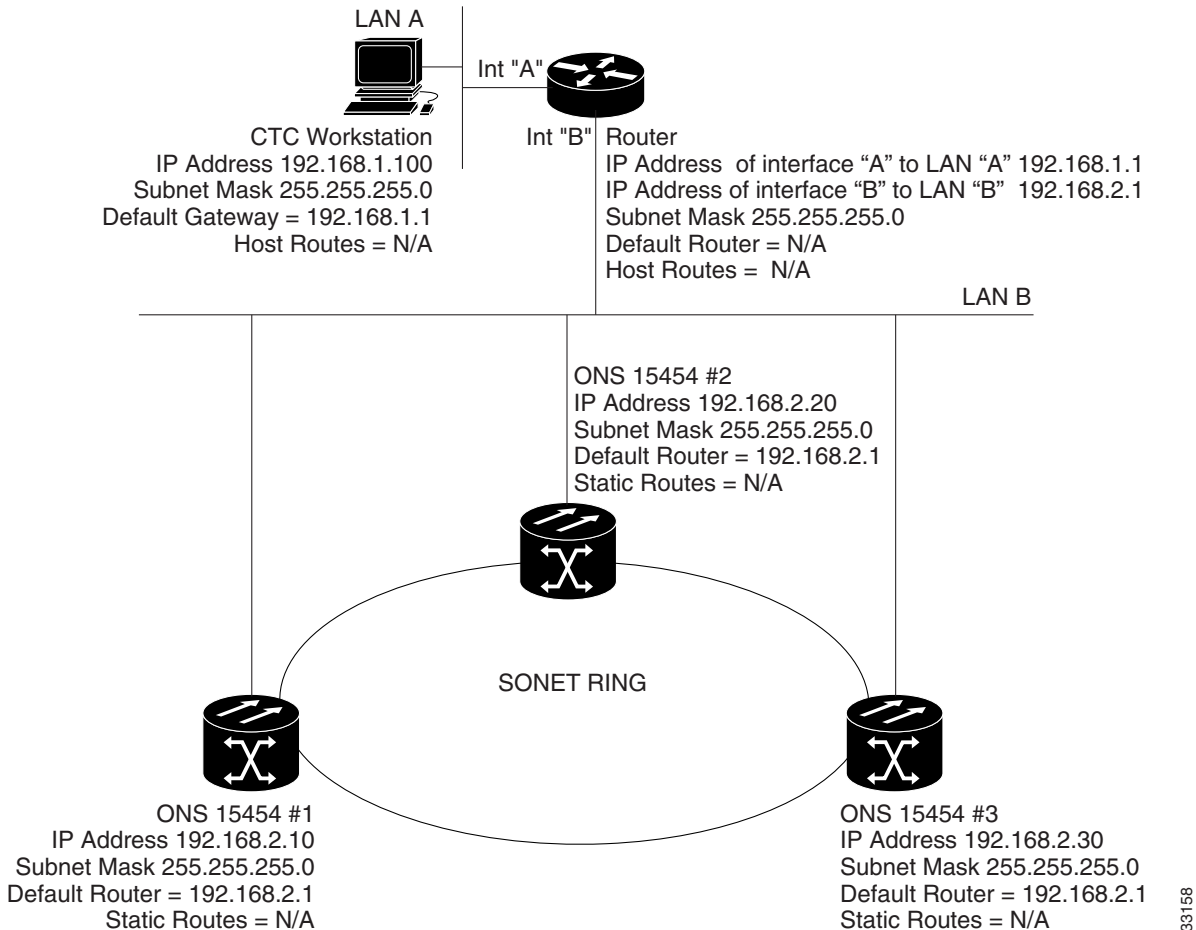 LAN A
Int "A"
CTC Workstation
IP Address 192.168.1.100
Subnet Mask 255.255.255.0
Default Gateway = 192.168.1.1
Host Routes = N/A
Int "B"
Router
IP Address  of interface “A” to LAN “A” 192.168.1.1
IP Address of interface “B” to LAN “B”  192.168.2.1
Subnet Mask 255.255.255.0
Default Router = N/A
Host Routes =  N/A
LAN B
ONS 15454 #2
IP Address 192.168.2.20
Subnet Mask 255.255.255.0
Default Router = 192.168.2.1
Static Routes = N/A
SONET RING
ONS 15454 #1
IP Address 192.168.2.10
Subnet Mask 255.255.255.0
Default Router = 192.168.2.1
Static Routes = N/A
ONS 15454 #3
IP Address 192.168.2.30
Subnet Mask 255.255.255.0
Default Router = 192.168.2.1
Static Routes = N/A
33158